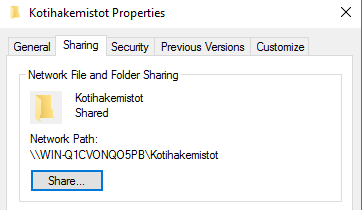 Kotihakemistot Properties
General Sharing Security Previous Versions Customize
Network File and Folder Sharing
Kotihakemistot
Shared
Network Path:
\\WIN-Q1CVONQO5PB\Kotihakemistot
Share...